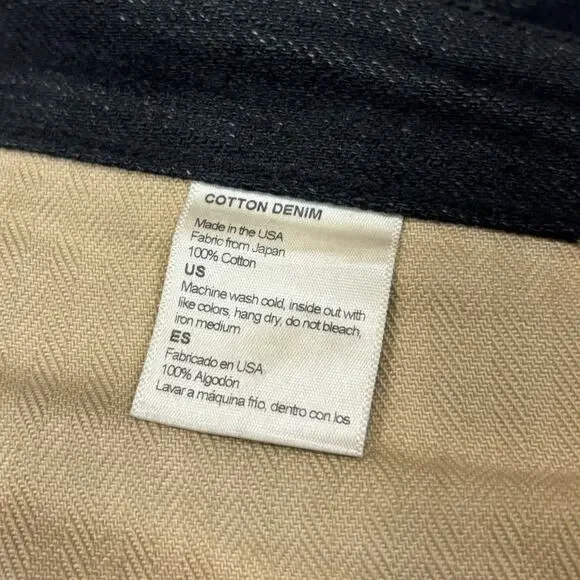 COTTON DENIM
Made in the USA
Fabric from Japan
100% Cotton
US
Machine wash cold, inside out with
like colors, hang dry, do not bleach,
iron medium
ES
Fabricado en USA
100% Algodón
Lavar a máquina frío, dentro con los